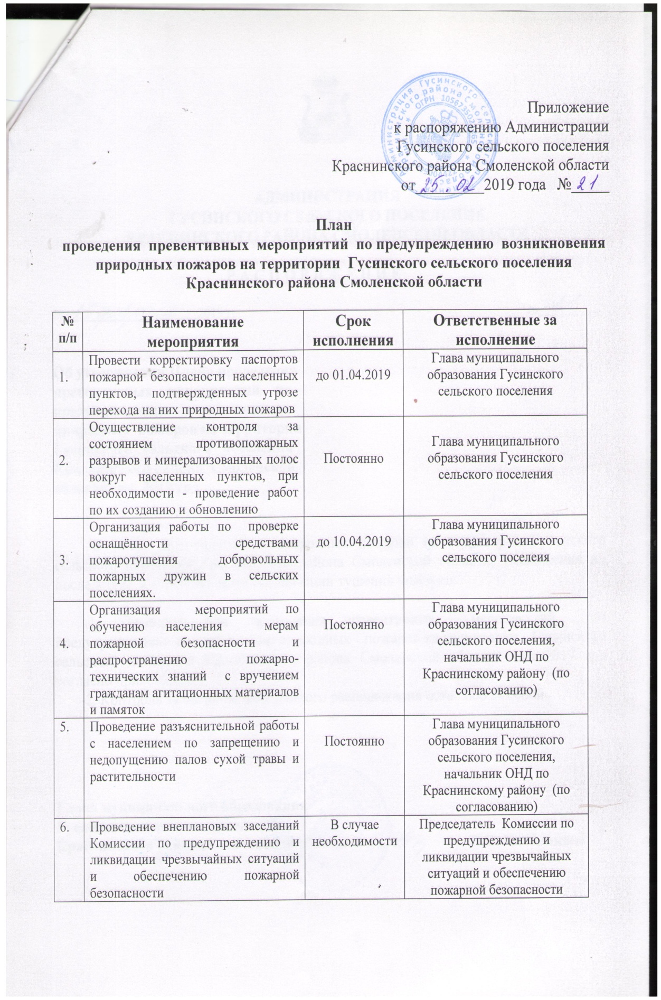 Приложение
к распоряжению Администрации
Гусинского сельского поселения
Краснинского района Смоленской области
от 25.02 2019 года № 21
План
проведения превентивных мероприятий по предупреждению возникновения
природных пожаров на территории Гусинского сельского поселения
Краснинского района Смоленской области
№
п/п
Наименование
мероприятия
Срок
исполнения
Ответственные за
исполнение
1.
Провести корректировку паспортов
пожарной безопасности населенных
пунктов, подтвержденных угрозе
перехода на них природных пожаров
до 01.04.2019
Глава муниципального
образования Гусинского
сельского поселения
2.
Осуществление контроля за
состоянием противопожарных
разрывов и минерализованных полос
вокруг населенных пунктов, при
необходимости - проведение работ
по их созданию и обновлению
Постоянно
Глава муниципального
образования Гусинского
сельского поселения
3.
Организация работы по проверке
оснащённости средствами
пожаротушения добровольных
пожарных дружин в сельских
поселениях.
до 10.04.2019
Глава муниципального
образования Гусинского
сельского поселеия
4.
Организация мероприятий по
обучению населения мерам
пожарной безопасности и
распространению пожарно-
технических знаний с вручением
гражданам агитационных материалов
и памяток
Постоянно
Глава муниципального
образования Гусинского
сельского поселения,
начальник ОНД по
Краснинскому району (по
согласованию)
5.
Проведение разъяснительной работы
с населением по запрещению и
недопущению палов сухой травы и
растительности
Постоянно
Глава муниципального
образования Гусинского
сельского поселения,
начальник ОНД по
Краснинскому району (по
согласованию)
6.
Проведение внеплановых заседаний
Комиссии по предупреждению и
ликвидации чрезвычайных ситуаций
и обеспечению пожарной
безопасности
В случае
необходимости
Председатель Комиссии по
предупреждению и
ликвидации чрезвычайных
ситуаций и обеспечению
пожарной безопасности